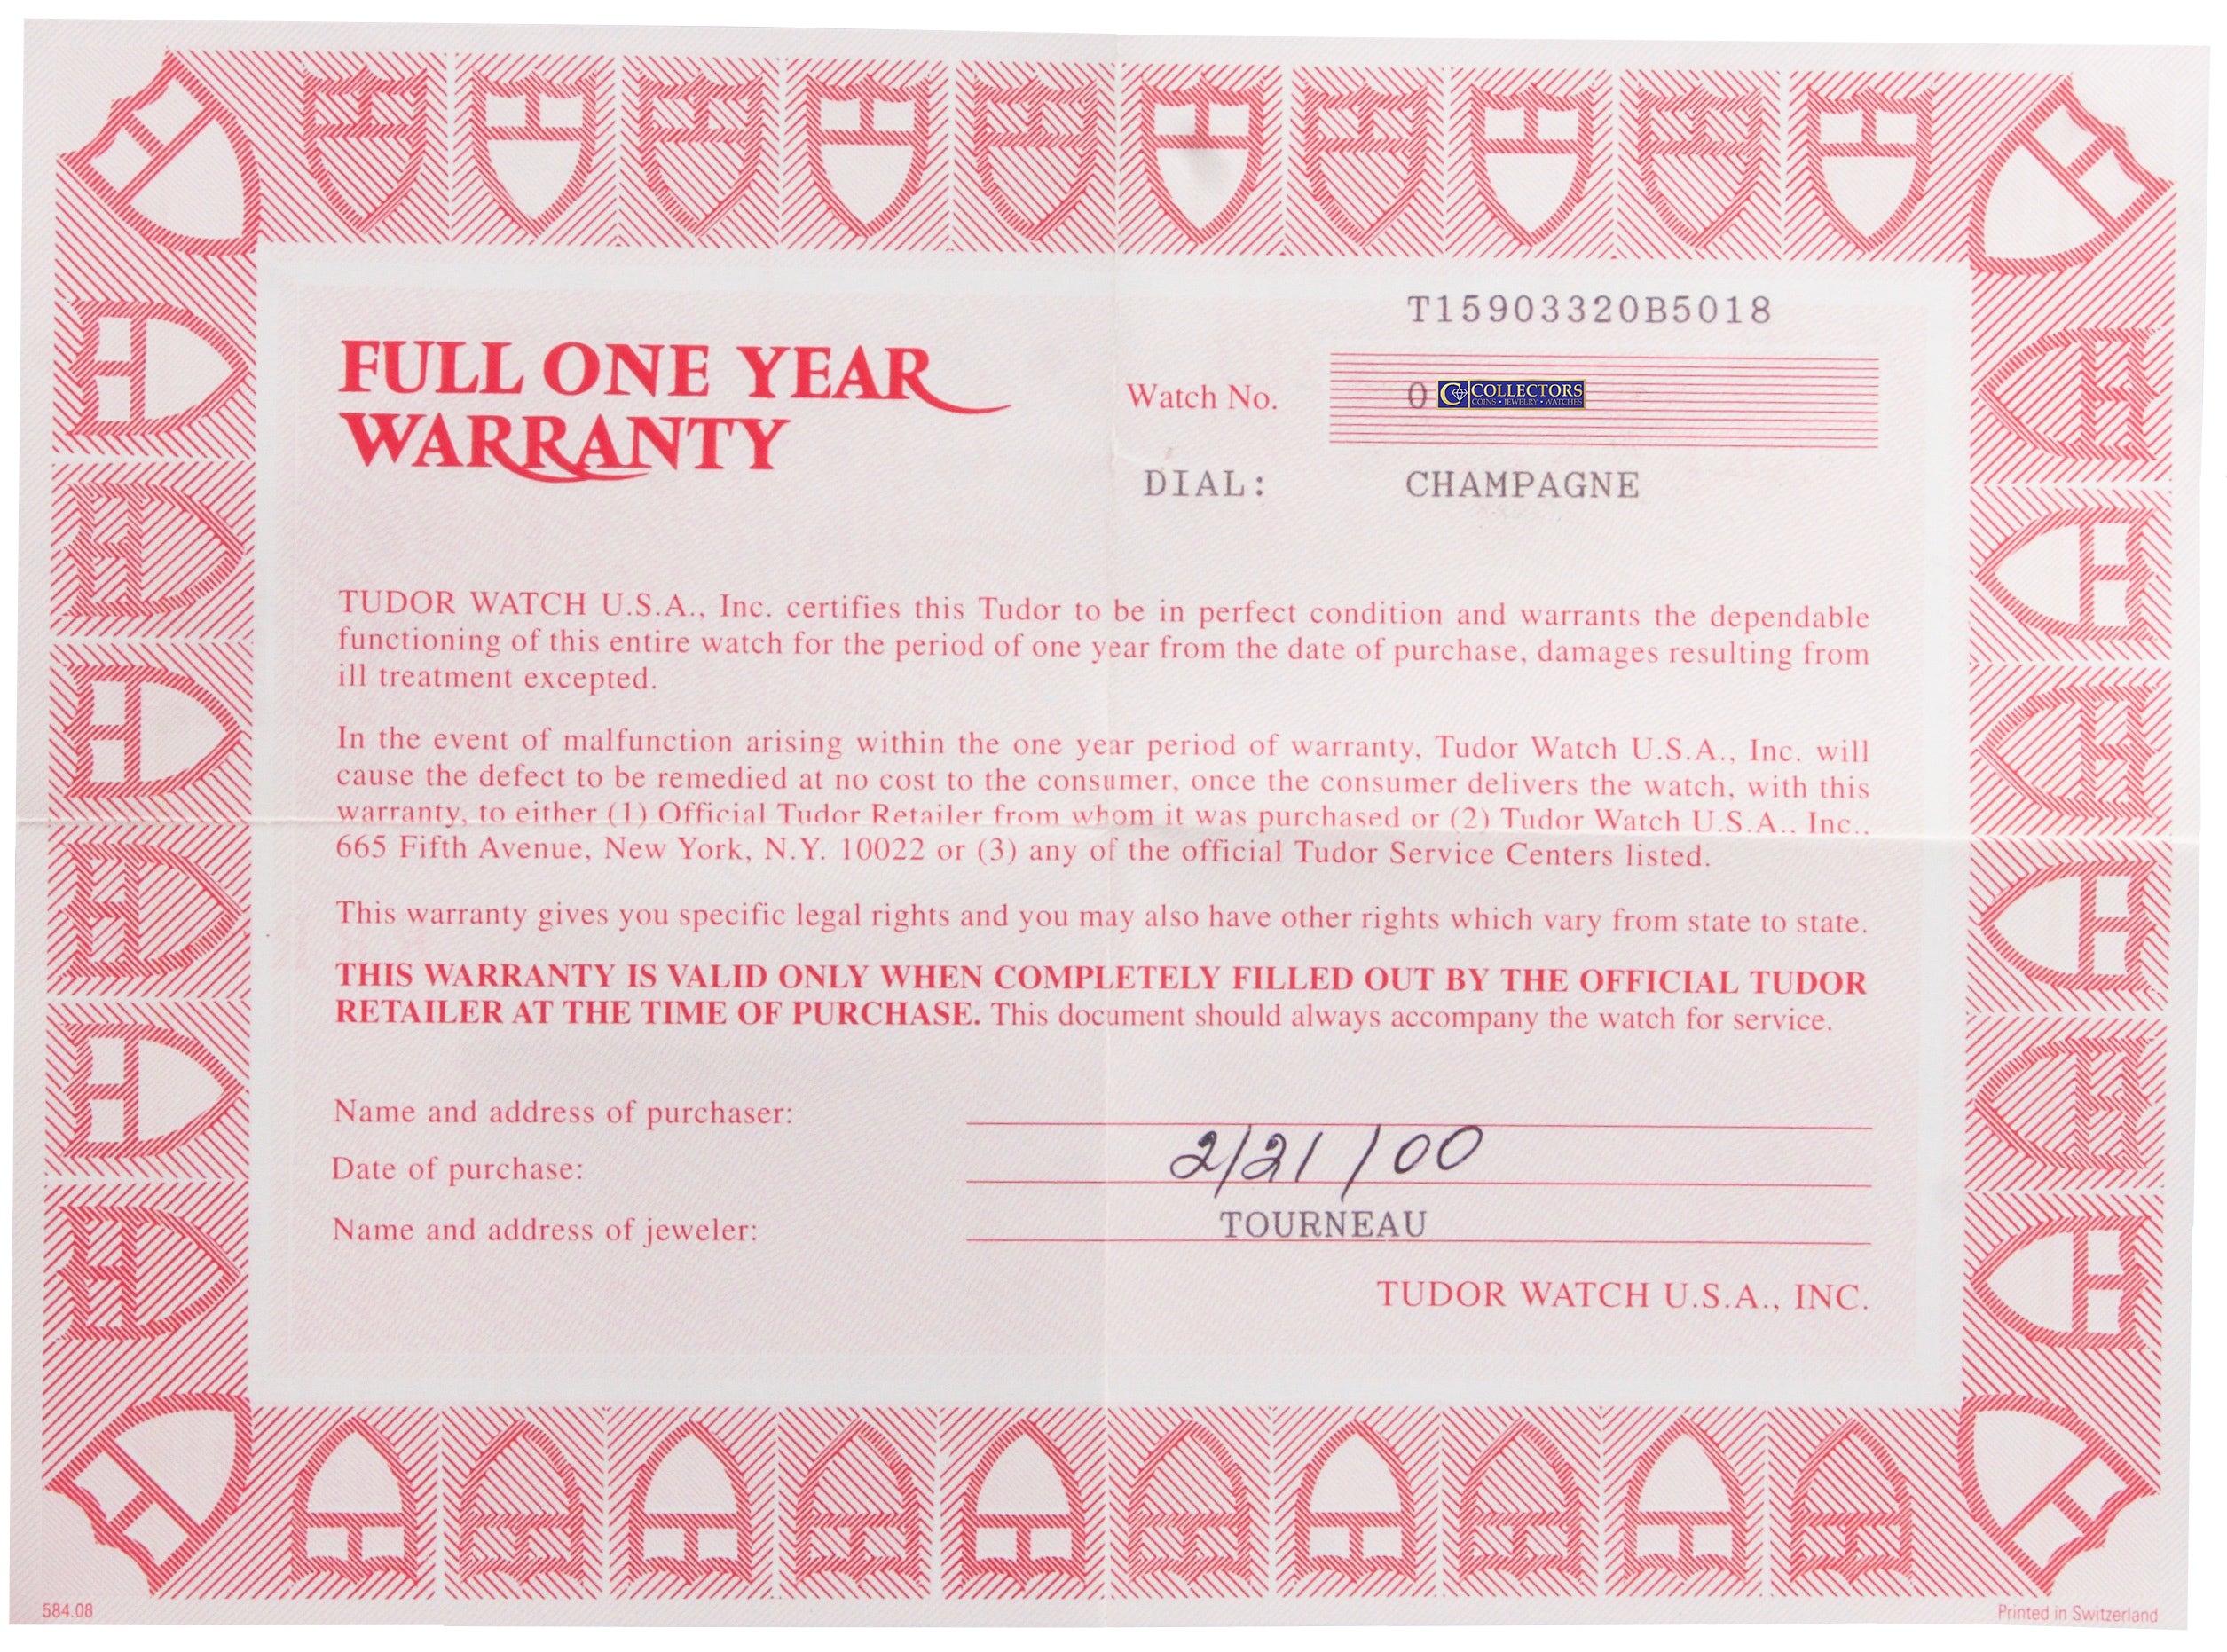 T15903320B5018
FULL ONE YEAR
WARRANTY
Watch No. 0
COLLECTORS
COINS • JEWELRY • WATCHES
DIAL: CHAMPAGNE
TUDOR WATCH U.S.A., Inc. certifies this Tudor to be in perfect condition and warrants the dependable
functioning of this entire watch for the period of one year from the date of purchase, damages resulting from
ill treatment excepted.
In the event of malfunction arising within the one year period of warranty, Tudor Watch U.S.A., Inc. will
cause the defect to be remedied at no cost to the consumer, once the consumer delivers the watch, with this
warranty, to either (1) Official Tudor Retailer from whom it was purchased or (2) Tudor Watch U.S.A., Inc.,
665 Fifth Avenue, New York, N.Y. 10022 or (3) any of the official Tudor Service Centers listed.
This warranty gives you specific legal rights and you may also have other rights which vary from state to state.
THIS WARRANTY IS VALID ONLY WHEN COMPLETELY FILLED OUT BY THE OFFICIAL TUDOR
RETAILER AT THE TIME OF PURCHASE. This document should always accompany the watch for service.
Name and address of purchaser:
Date of purchase: 2/21/00
Name and address of jeweler: TOURNEAU
TUDOR WATCH U.S.A., INC.
584.08
Printed in Switzerland